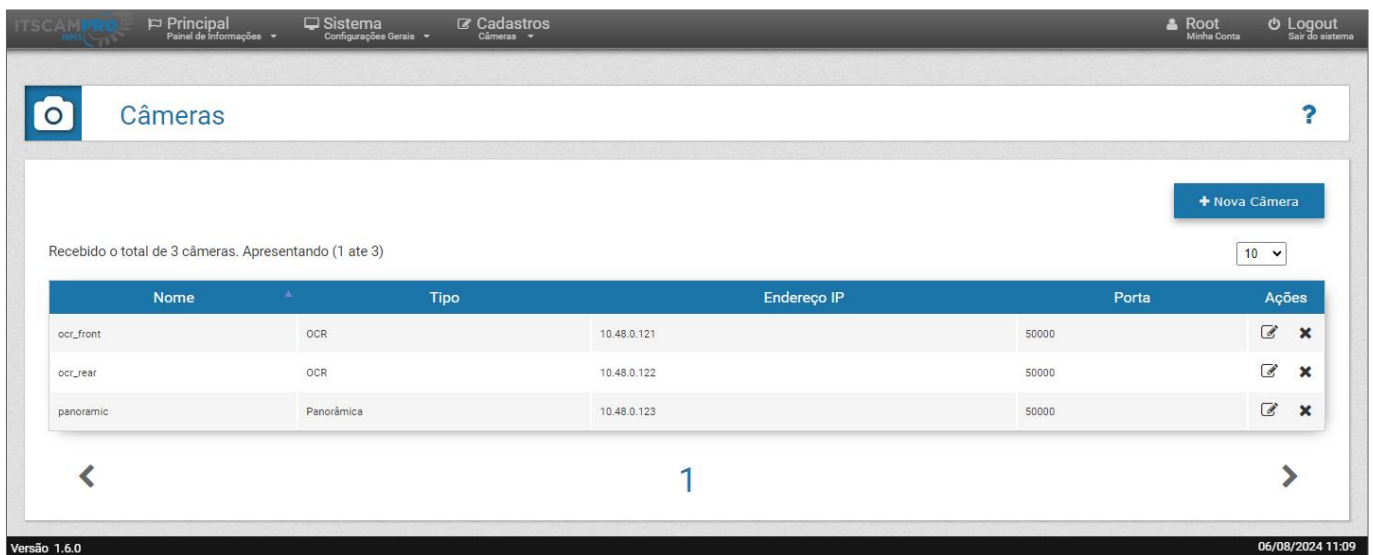 ITSCAMPRO Principal Sistema Cadastros Root Logout
NM1 Painel de Informações Configurações Gerais Câmeras Minha Conta Sair do sistema
Câmeras ?
+ Nova Câmera
Recebido o total de 3 câmeras. Apresentando (1 ate 3) 10
Nome Tipo Endereço IP Porta Ações
ocr_front OCR 10.48.0.121 50000
ocr_rear OCR 10.48.0.122 50000
panoramic Panorâmica 10.48.0.123 50000
1
Versão 1.6.0 06/08/2024 11:09